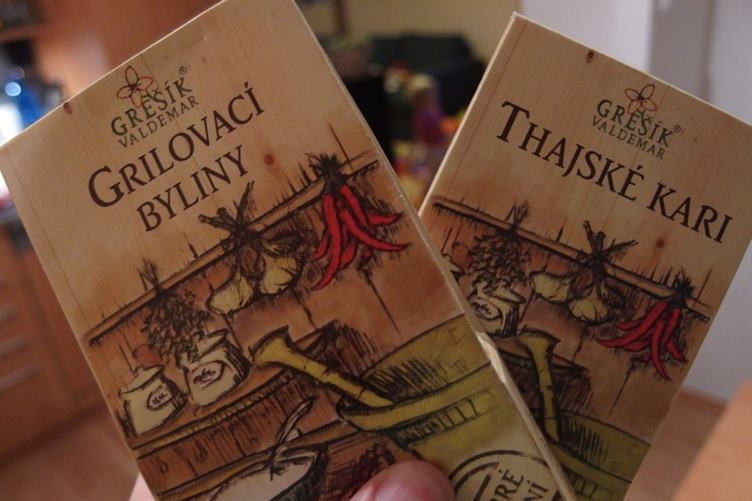 GREŠÍK®
VALDEMAR
GRILOVACÍ
BYLINY
GREŠÍK®
VALDEMAR
THAJSKÉ KARI